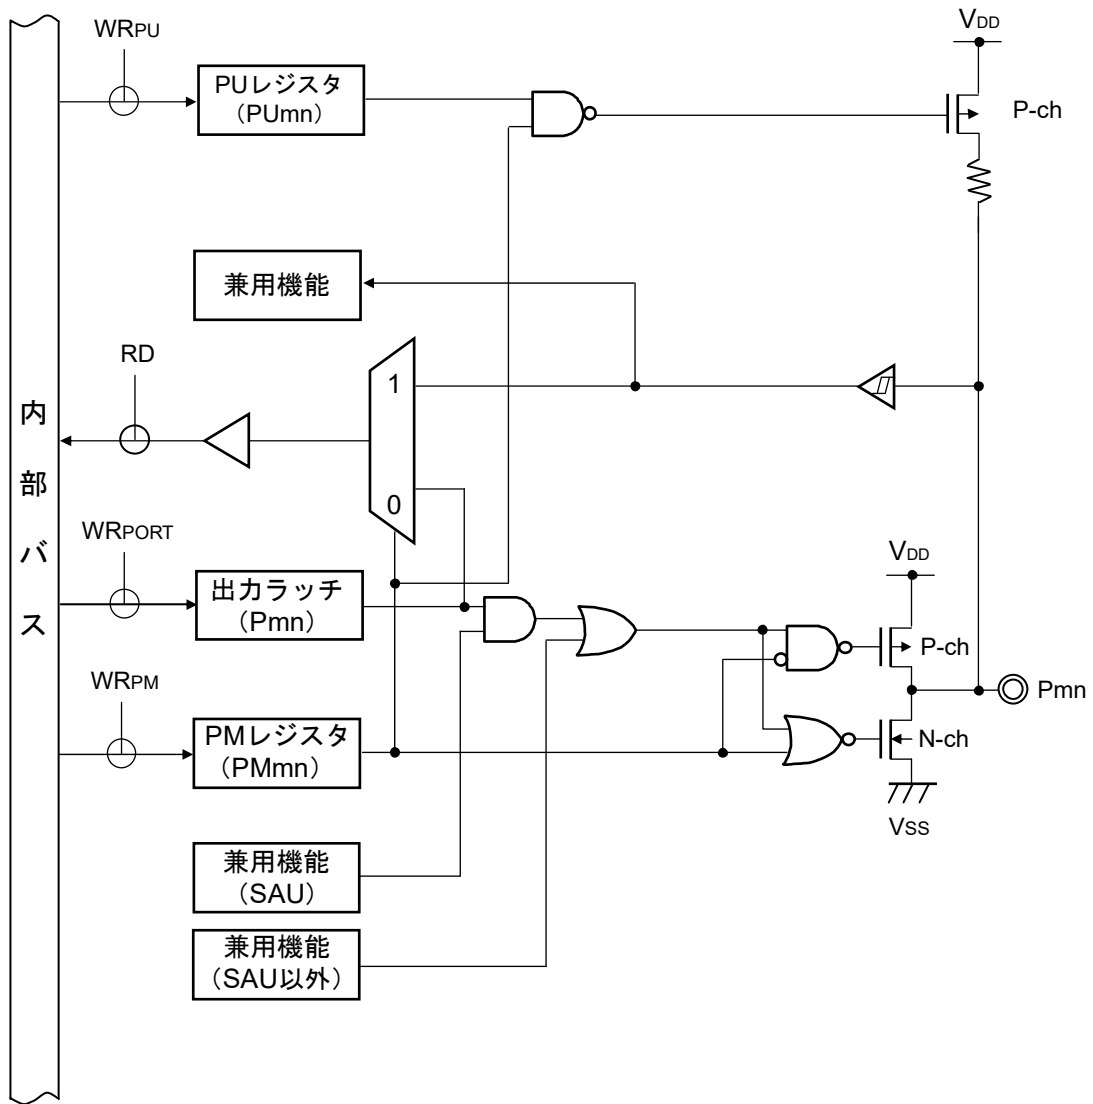 WRPU
PUレジスタ
（PUmn）
VDD
P-ch
兼用機能
RD
1
0
内部バス
WRPORT
出力ラッチ
（Pmn）
VDD
P-ch
Pmn
WRPM
PMレジスタ
（PMmn）
N-ch
VSS
兼用機能
（SAU）
兼用機能
（SAU以外）